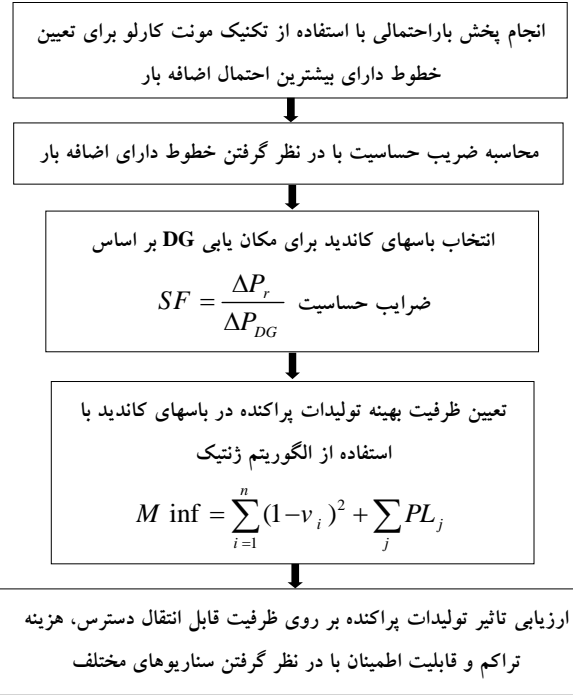 انجام پخش باراحتمالی با استفاده از تکنیک مونت کارلو برای تعیین
خطوط دارای بیشترین احتمال اضافه بار
محاسبه ضریب حساسیت با در نظر گرفتن خطوط دارای اضافه بار
انتخاب باسهای کاندید برای مکان یابی DG بر اساس
ضرایب حساسیت SF = ΔP_r / ΔP_DG
تعیین ظرفیت بهینه تولیدات پراکنده در باسهای کاندید با
استفاده از الگوریتم ژنتیک
M inf = ∑_{i=1}^{n} (1−v_i)^2 + ∑_j PL_j
ارزیابی تاثیر تولیدات پراکنده بر روی ظرفیت قابل انتقال دسترس، هزینه
تراکم و قابلیت اطمینان با در نظر گرفتن سناریوهای مختلف